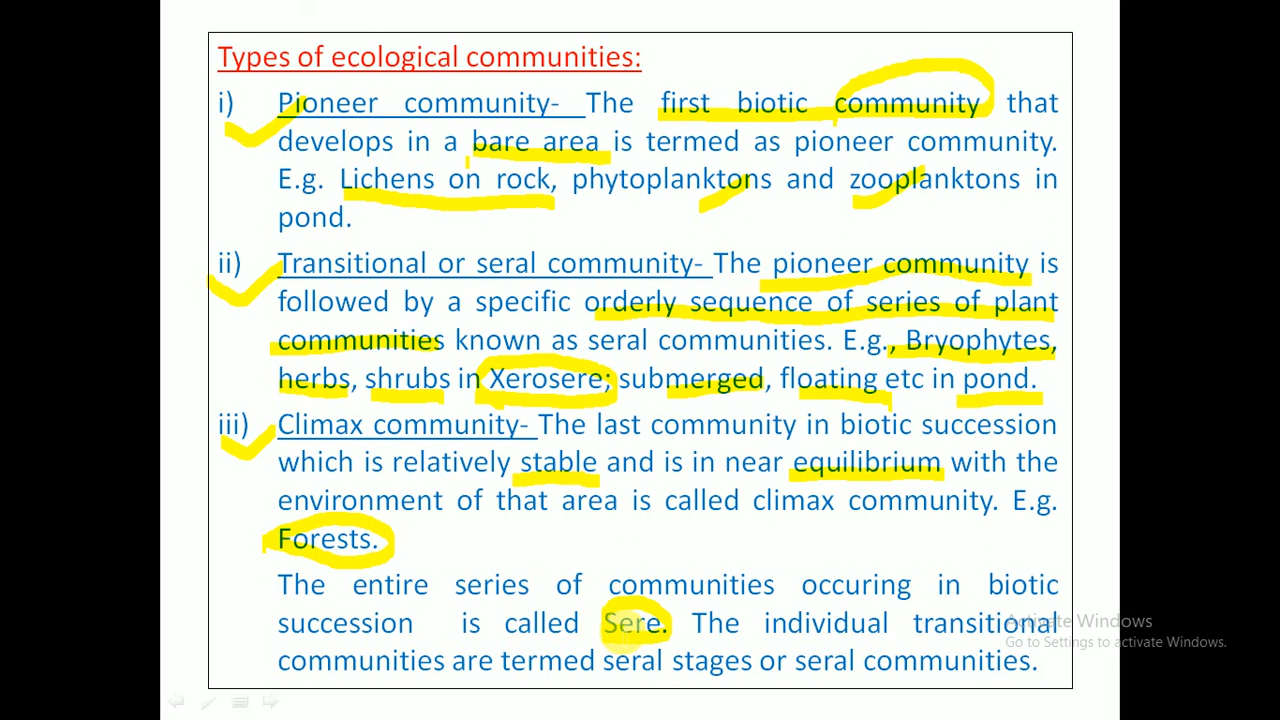 Types of ecological communities:
i) Pioneer community- The first biotic community that
develops in a bare area is termed as pioneer community.
E.g. Lichens on rock, phytoplanktons and zooplanktons in
pond.
ii) Transitional or seral community- The pioneer community is
followed by a specific orderly sequence of series of plant
communities known as seral communities. E.g., Bryophytes,
herbs, shrubs in Xerosere; submerged, floating etc in pond.
iii) Climax community- The last community in biotic succession
which is relatively stable and is in near equilibrium with the
environment of that area is called climax community. E.g.
Forests.
The entire series of communities occuring in biotic
succession is called Sere. The individual transitional
communities are termed seral stages or seral communities.
Activate Windows
Go to Settings to activate Windows.